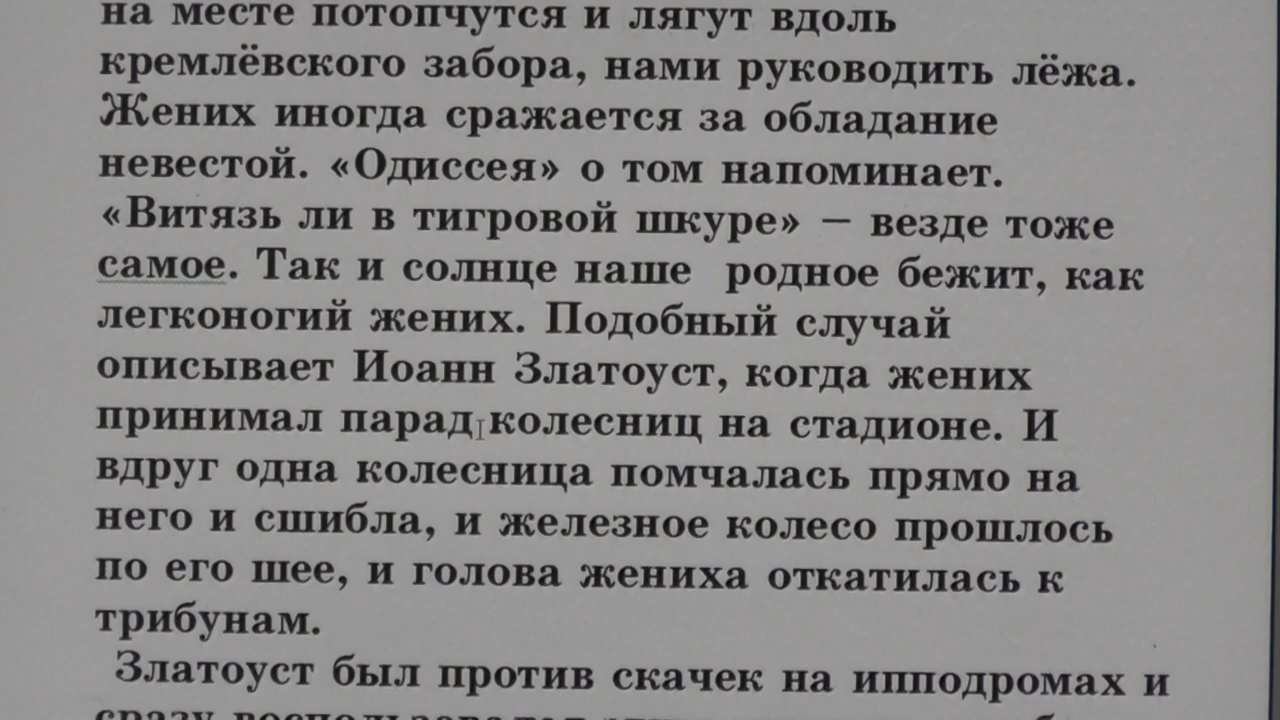 на месте потопчутся и лягут вдоль
кремлёвского забора, нами руководить лёжа.
Жених иногда сражается за обладание
невестой. «Одиссея» о том напоминает.
«Витязь ли в тигровой шкуре» – везде тоже
самое. Так и солнце наше  родное бежит, как
легконогий жених. Подобный случай
описывает Иоанн Златоуст, когда жених
принимал парад колесниц на стадионе. И
вдруг одна колесница помчалась прямо на
него и сшибла, и железное колесо прошлось
по его шее, и голова жениха откатилась к
трибунам.
Златоуст был против скачек на ипподромах и
сразу